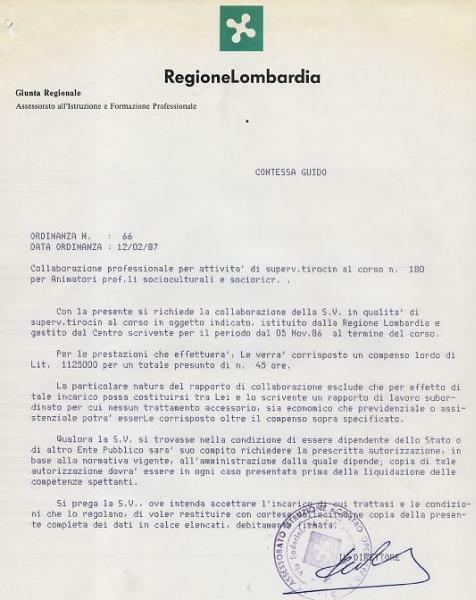 RegioneLombardia
Giunta Regionale
Assessorato all'Istruzione e Formazione Professionale
CONTESSA GUIDO
ORDINANZA N. : 66
DATA ORDINANZA : 12/02/87
Collaborazione professionale per attivita' di superv.tirocin al corso n. 180
per Animatori prof.li socioculturali e socioricr. .
Con la presente si richiede la collaborazione della S.V. in qualita' di
superv.tirocin al corso in oggetto indicato, istituito dalla Regione Lombardia e
gestito dal Centro scrivente per il periodo dal 05 Nov.86 al termine del corso.
Per le prestazioni che effettuera', Le verra' corrisposto un compenso lordo di
Lit. 1125000 per un totale presunto di n. 45 ore.
La particolare natura del rapporto di collaborazione esclude che per effetto di
tale incarico possa costituirsi tra Lei e lo scrivente un rapporto di lavoro subor-
dinato per cui nessun trattamento accessorio, sia economico che previdenziale o assi-
stenziale potra' esserLe corrisposto oltre il compenso sopra specificato.
Qualora la S.V. si trovasse nella condizione di essere dipendente dello Stato o
di altro Ente Pubblico sara' suo compito richiedere la prescritta autorizzazione, in
base alla normativa vigente, all'amministrazione dalla quale dipende; copia di tale
autorizzazione dovra' essere in ogni caso presentata prima della liquidazione delle
competenze spettanti.
Si prega la S.V., ove intenda accettare l'incarico di cui trattasi e le condizio-
ni che lo regolano, di voler restituire con cortese sollecitudine copia della presen-
te completa dei dati in calce elencati, debitamente firmata.
IL DIRETTORE
ASSESSORATO ISTRUZIONE